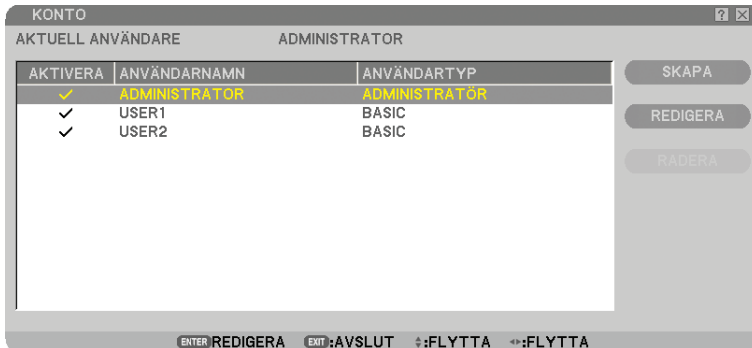 KONTO ?
AKTUELL ANVÄNDARE ADMINISTRATOR
AKTIVERA ANVÄNDARNAMN ANVÄNDARTYP SKAPA
ADMINISTRATOR ADMINISTRATÖR
USER1 BASIC REDIGERA
USER2 BASIC
RADERA
ENTER REDIGERA EXIT :AVSLUT :FLYTTA :FLYTTA